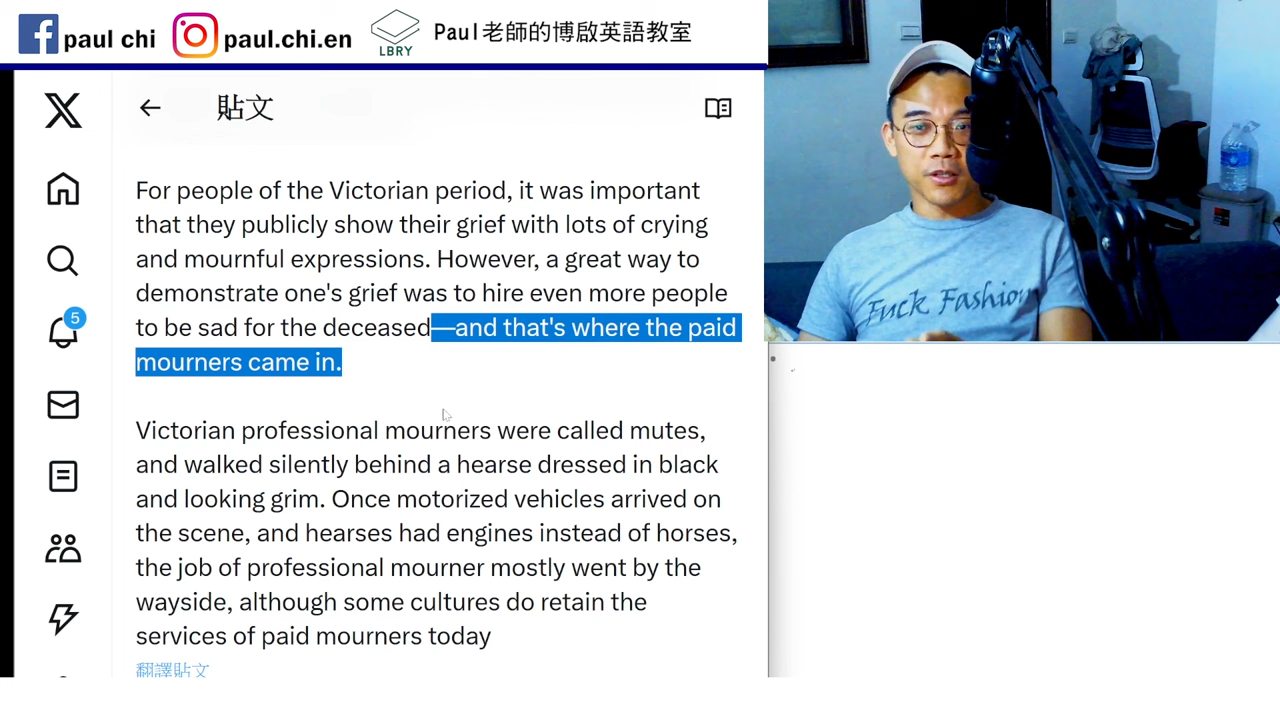 paul chi
paul.chi.en
LBRY
Paul老師的博啟英語教室
貼文
5
For people of the Victorian period, it was important
that they publicly show their grief with lots of crying
and mournful expressions. However, a great way to
demonstrate one's grief was to hire even more people
to be sad for the deceased—and that's where the paid
mourners came in.
Victorian professional mourners were called mutes,
and walked silently behind a hearse dressed in black
and looking grim. Once motorized vehicles arrived on
the scene, and hearses had engines instead of horses,
the job of professional mourner mostly went by the
wayside, although some cultures do retain the
services of paid mourners today
翻譯貼文
Fuck Fashion